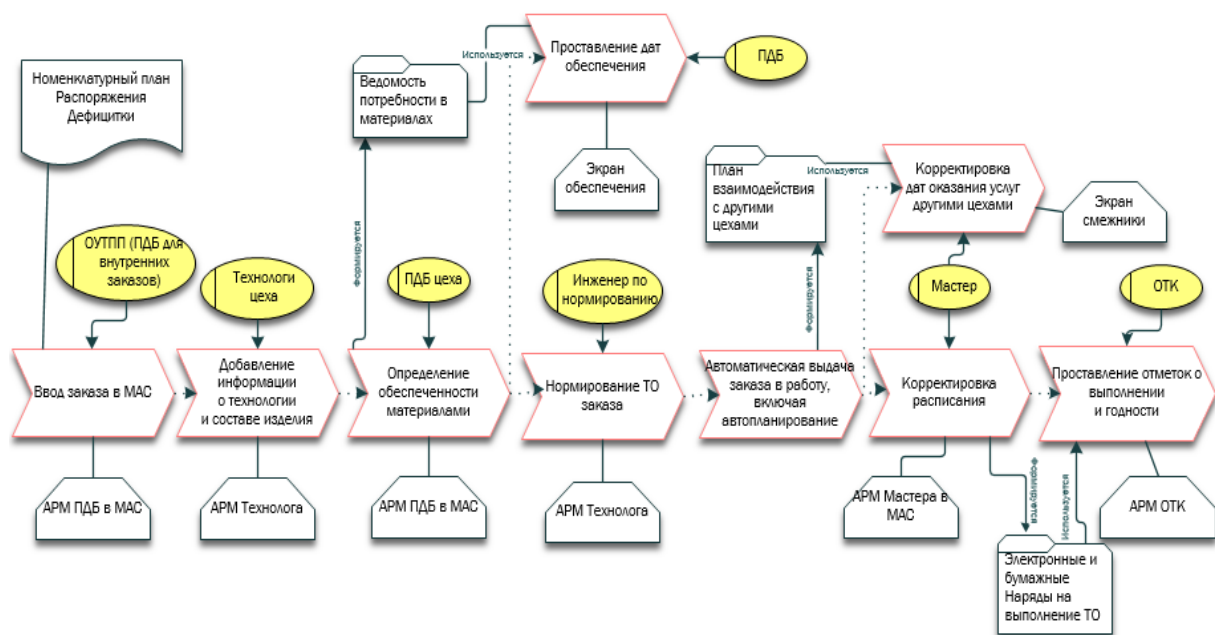 Номенклатурный план
Распоряжения
Дефицитки
Ведомость
потребности в
материалах
Используется
Проставление дат
обеспечения
ПДБ
Экран
обеспечения
План
взаимодействия
с другими
цехами
Используется
Корректировка
дат оказания услуг
другими цехами
Экран
смежники
ОУТПП (ПДБ для
внутренних
заказов)
Технологи
цеха
Формируется
ПДБ цеха
Инженер по
нормированию
Формируется
Мастер
ОТК
Ввод заказа в МАС
Добавление
информации
о технологии
и составе изделия
Определение
обеспеченности
материалами
Нормирование ТО
заказа
Автоматическая выдача
заказа в работу,
включая
автопланирование
Корректировка
расписания
Проставление отметок о
выполнении
и годности
АРМ ПДБ в МАС
АРМ Технолога
АРМ ПДБ в МАС
АРМ Технолога
АРМ Мастера в
МАС
Формируется
Используется
АРМ ОТК
Электронные и
бумажные
Наряды на
выполнение ТО